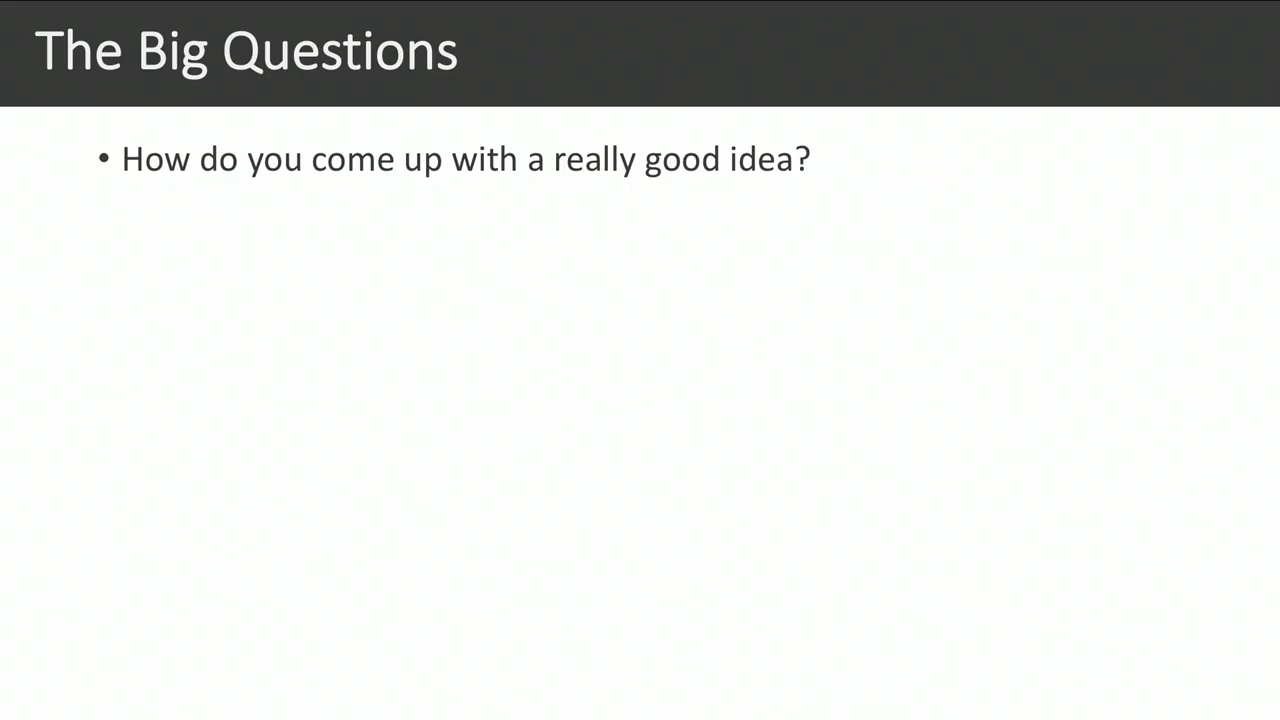 The Big Questions
• How do you come up with a really good idea?